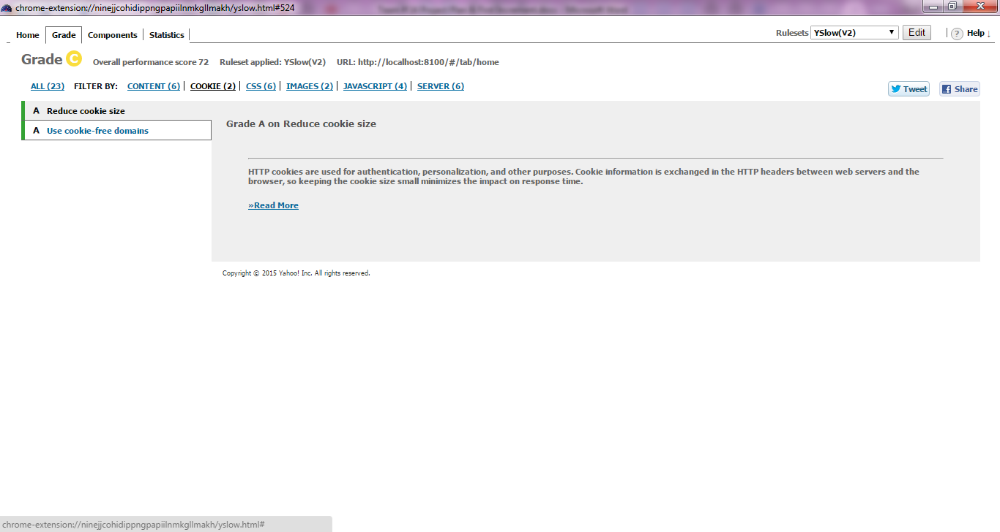 chrome-extension://ninejjcohidippngpapiilnmkgllmakh/yslow.html#524
Home Grade Components Statistics Rulesets YSlow(V2) Edit ? Help ↓
Grade C Overall performance score 72 Ruleset applied: YSlow(V2) URL: http://localhost:8100/#/tab/home
ALL (23) FILTER BY: CONTENT (6) COOKIE (2) CSS (6) IMAGES (2) JAVASCRIPT (4) SERVER (6) Tweet Share
A Reduce cookie size
A Use cookie-free domains
Grade A on Reduce cookie size
HTTP cookies are used for authentication, personalization, and other purposes. Cookie information is exchanged in the HTTP headers between web servers and the
browser, so keeping the cookie size small minimizes the impact on response time.
»Read More
Copyright © 2015 Yahoo! Inc. All rights reserved.
chrome-extension://ninejjcohidippngpapiilnmkgllmakh/yslow.html#